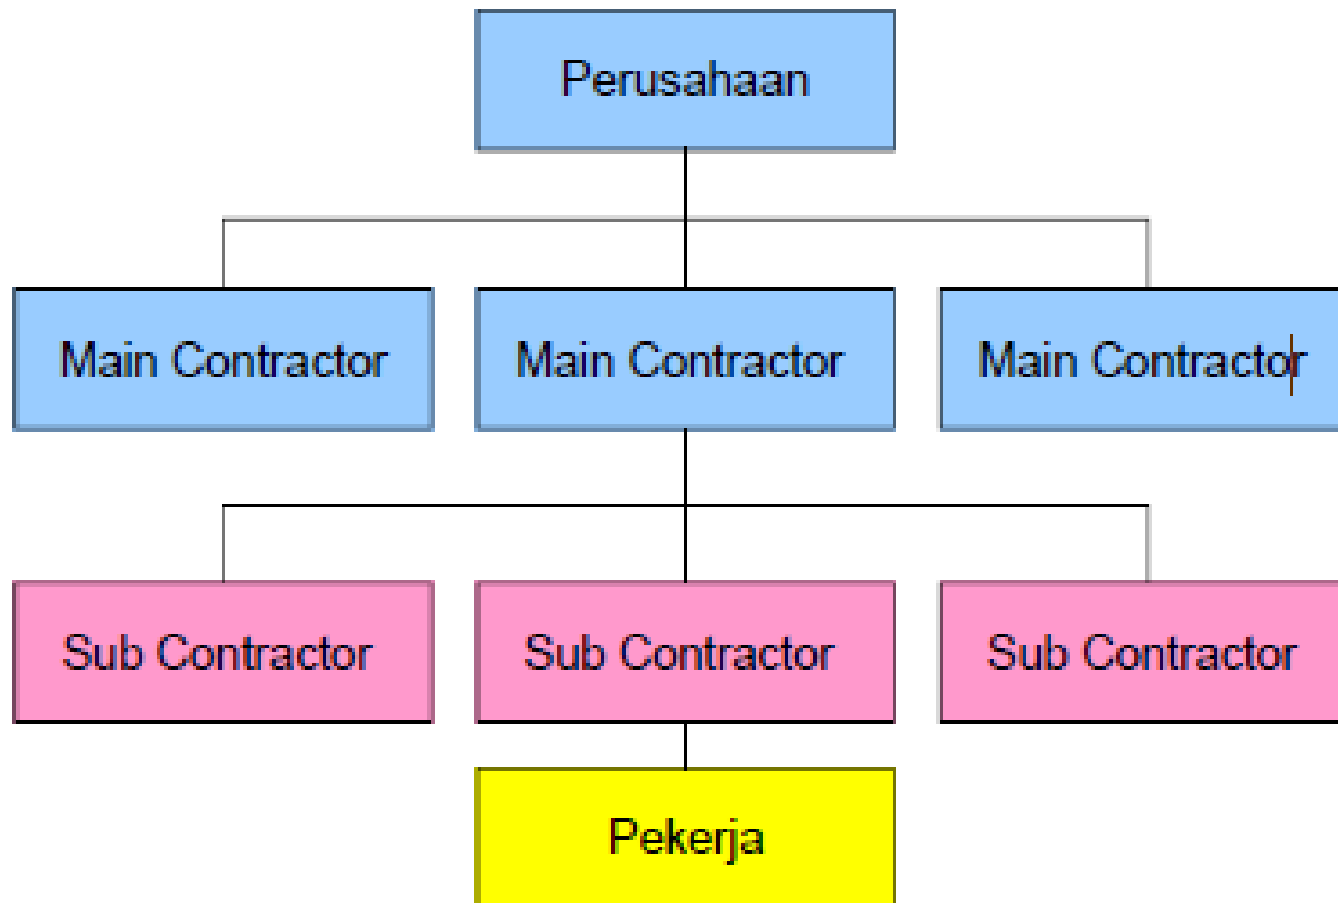 Perusahaan
Main Contractor
Main Contractor
Main Contractor
Sub Contractor
Sub Contractor
Sub Contractor
Pekerja